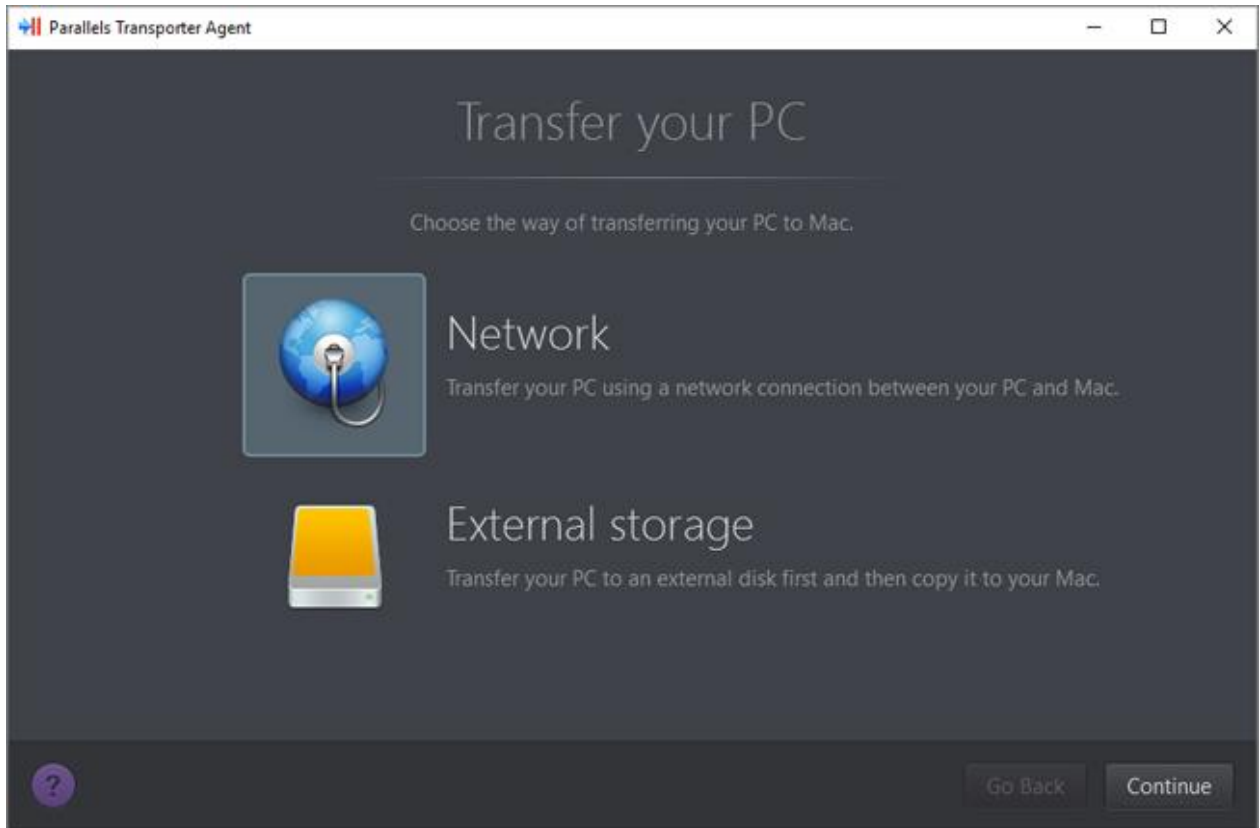 Parallels Transporter Agent
Transfer your PC
Choose the way of transferring your PC to Mac.
Network
Transfer your PC using a network connection between your PC and Mac.
External storage
Transfer your PC to an external disk first and then copy it to your Mac.
?
Go Back
Continue